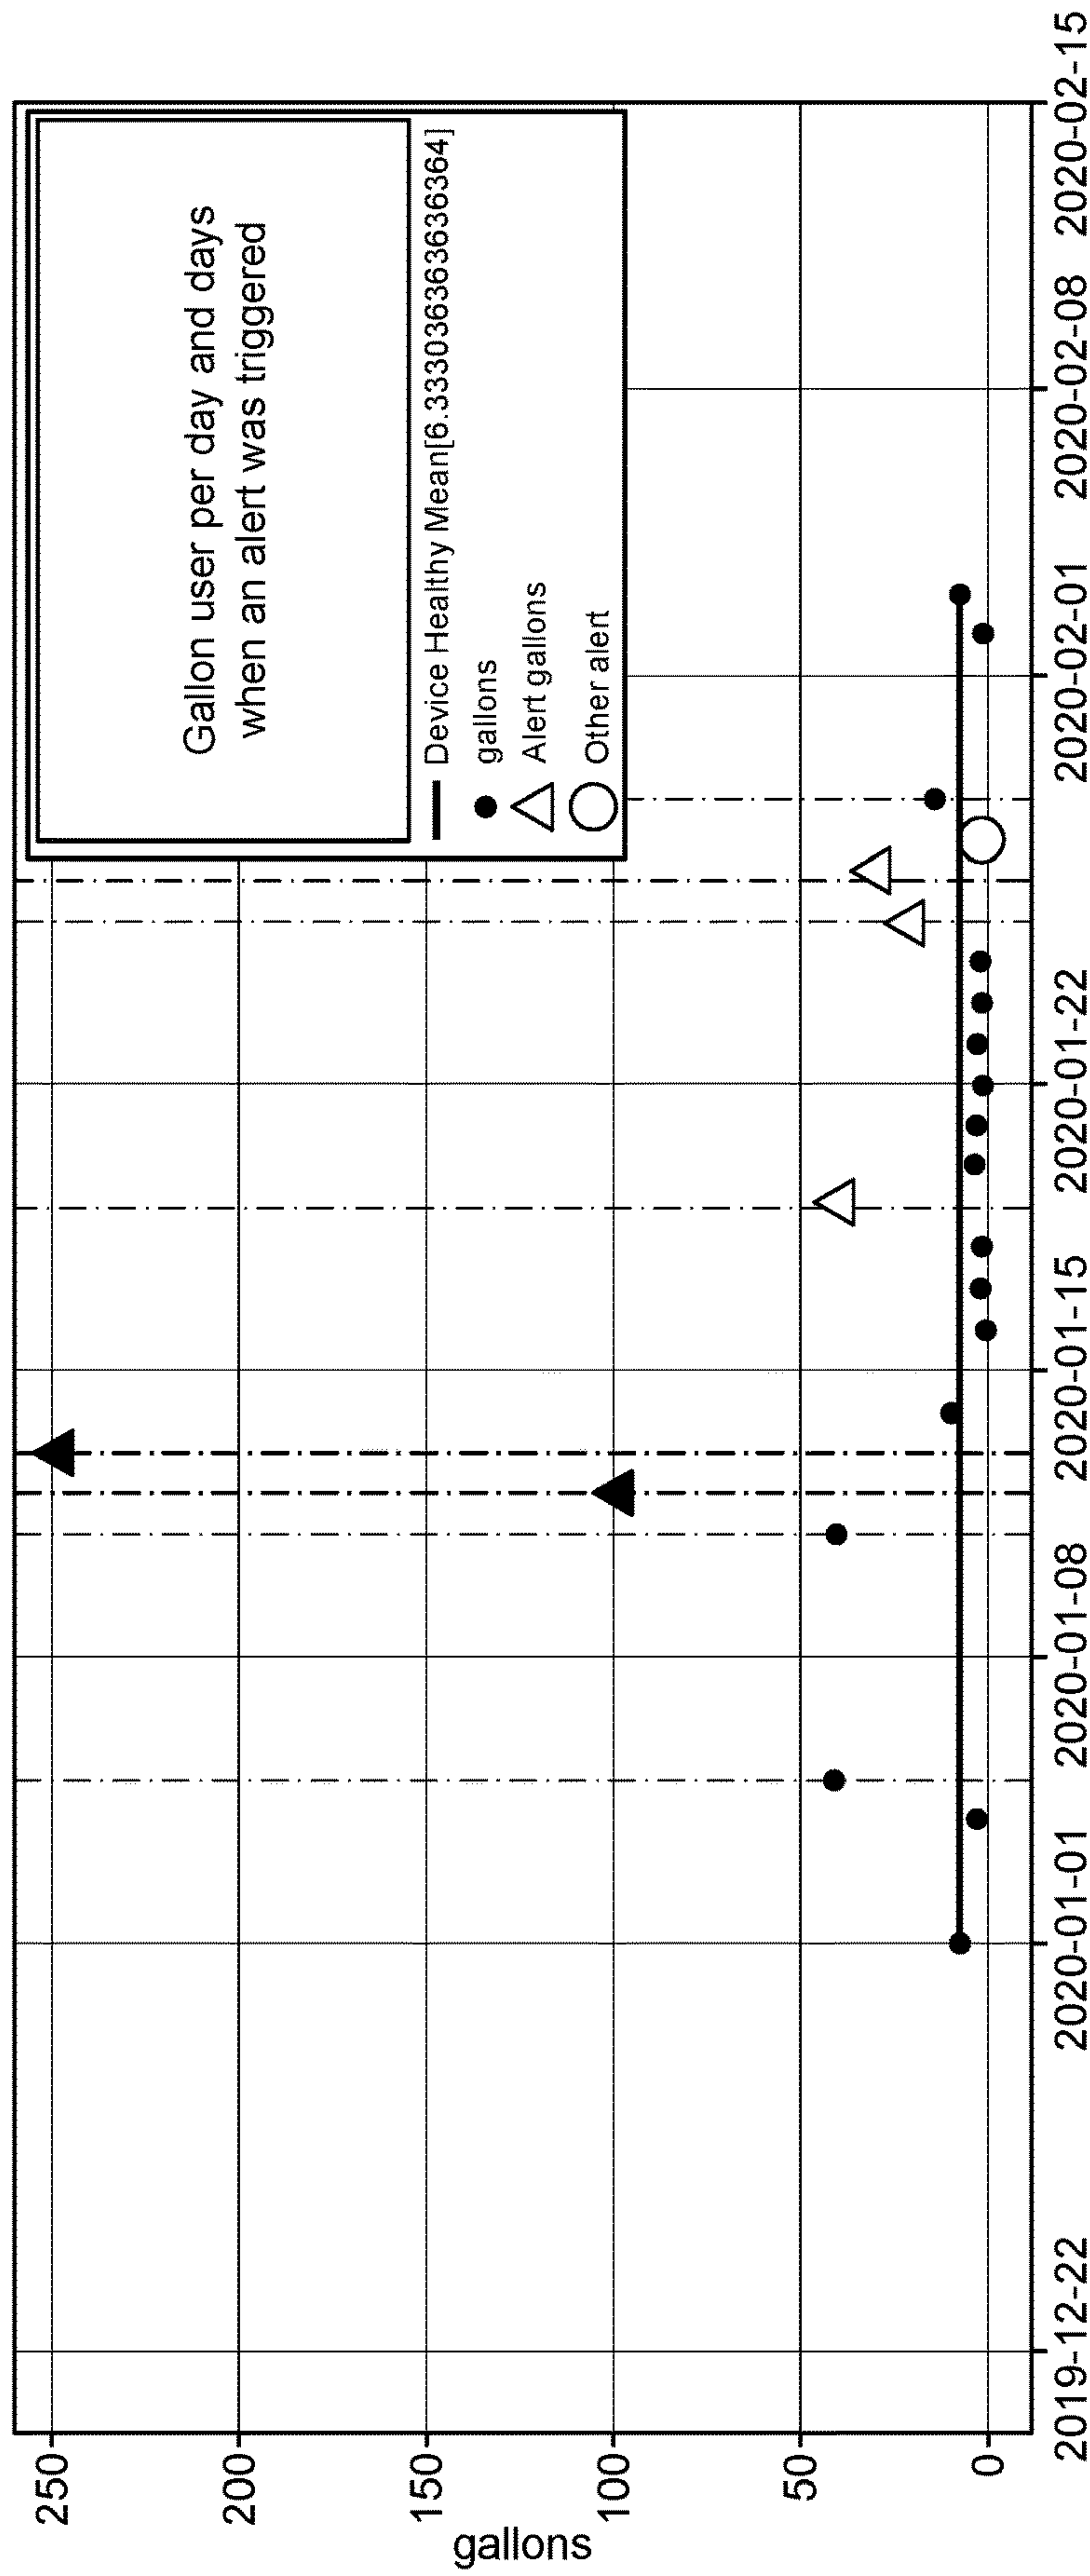 Gallon user per day and days
when an alert was triggered
Device Healthy Mean[6.333036363636364]
gallons
Alert gallons
Other alert
gallons
250
200
150
100
50
0
2019-12-22
2020-01-01
2020-01-08
2020-01-15
2020-01-22
2020-02-01
2020-02-08
2020-02-15